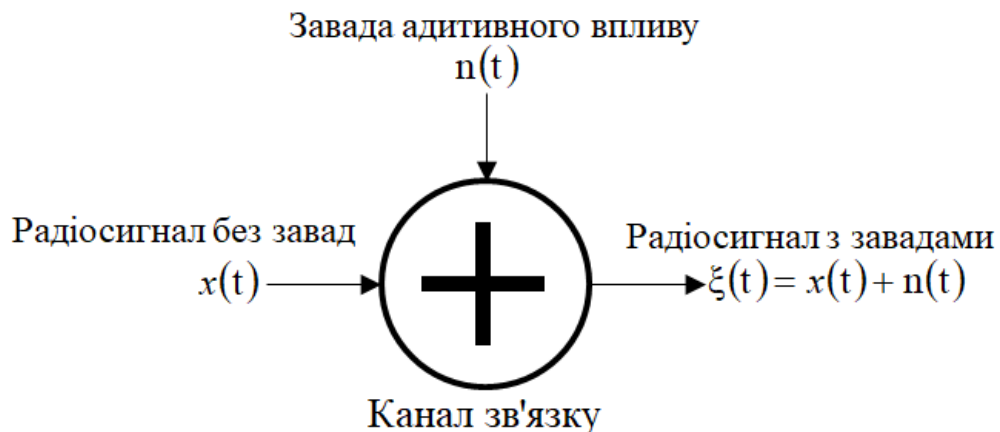 Завада адитивного впливу
n(t)
Радіосигнал без завад
x(t)
Радіосигнал з завадами
ξ(t) = x(t) + n(t)
Канал зв'язку